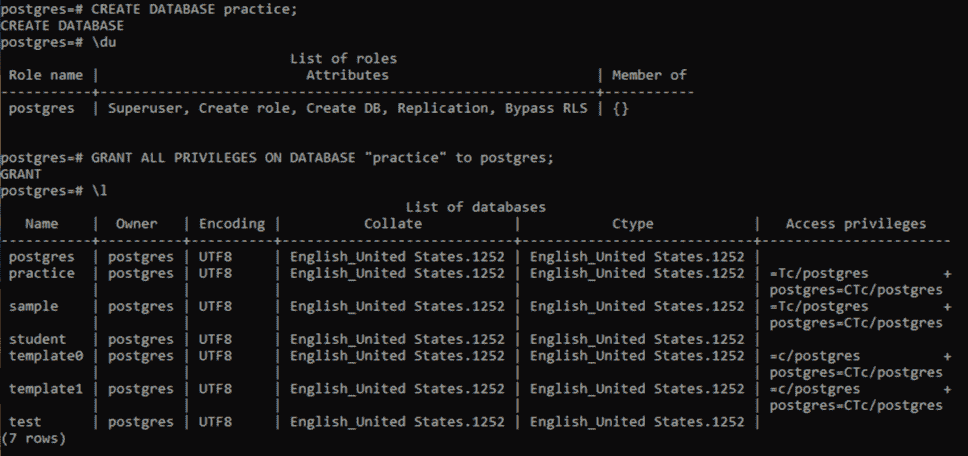 postgres=# CREATE DATABASE practice;
CREATE DATABASE
postgres=# \du
                                   List of roles
 Role name |                         Attributes                         | Member of
-----------+------------------------------------------------------------+-----------
 postgres  | Superuser, Create role, Create DB, Replication, Bypass RLS | {}

postgres=# GRANT ALL PRIVILEGES ON DATABASE "practice" to postgres;
GRANT
postgres=# \l
                                                 List of databases
   Name    |  Owner   | Encoding |          Collate           |           Ctype            |   Access privileges
-----------+----------+----------+----------------------------+----------------------------+-----------------------
 postgres  | postgres | UTF8     | English_United States.1252 | English_United States.1252 |
 practice  | postgres | UTF8     | English_United States.1252 | English_United States.1252 | =Tc/postgres         +
           |          |          |                            |                            | postgres=CTc/postgres
 sample    | postgres | UTF8     | English_United States.1252 | English_United States.1252 | =Tc/postgres         +
           |          |          |                            |                            | postgres=CTc/postgres
 student   | postgres | UTF8     | English_United States.1252 | English_United States.1252 |
 template0 | postgres | UTF8     | English_United States.1252 | English_United States.1252 | =c/postgres          +
           |          |          |                            |                            | postgres=CTc/postgres
 template1 | postgres | UTF8     | English_United States.1252 | English_United States.1252 | =c/postgres          +
           |          |          |                            |                            | postgres=CTc/postgres
 test      | postgres | UTF8     | English_United States.1252 | English_United States.1252 |
(7 rows)